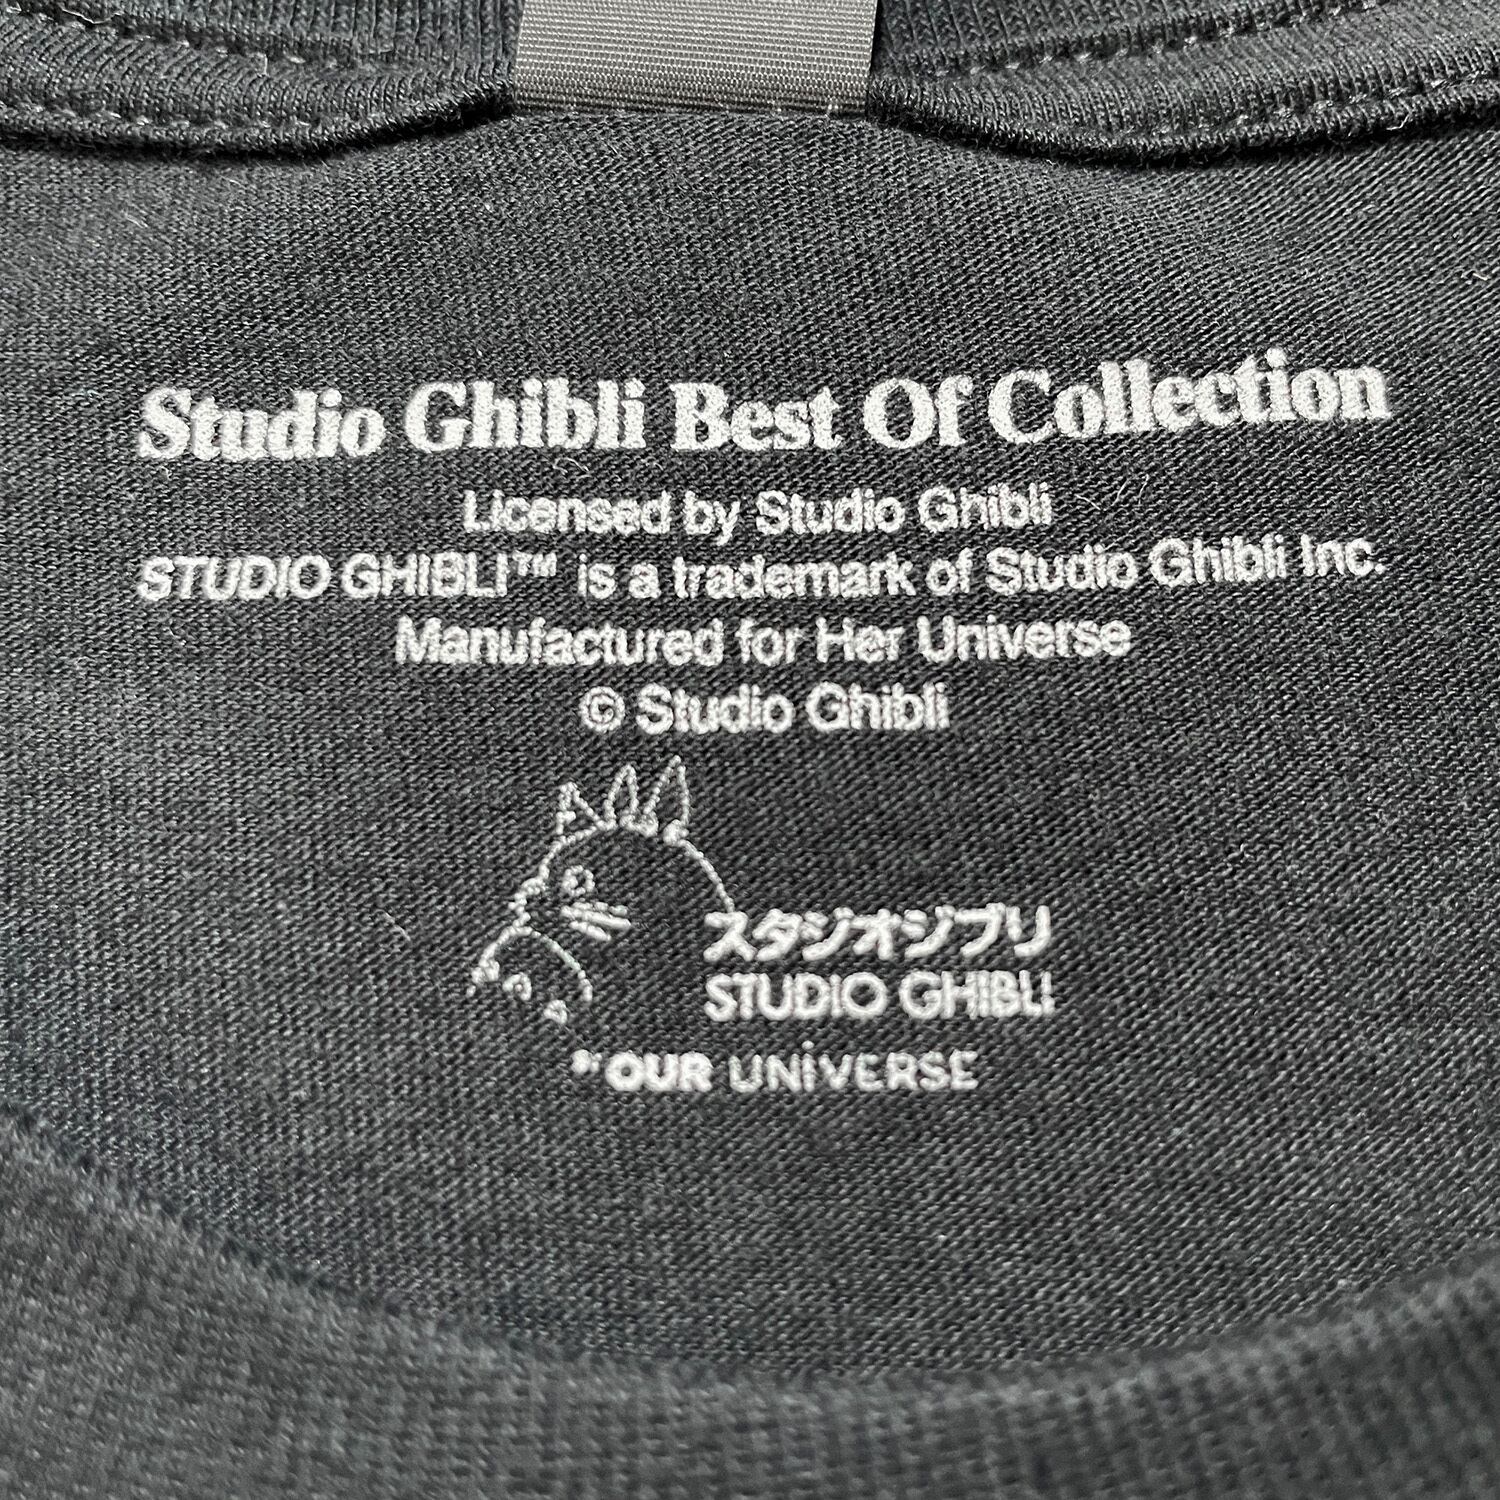 Studio Ghibli Best Of Collection
Licensed by Studio Ghibli
STUDIO GHIBLI™ is a trademark of Studio Ghibli Inc.
Manufactured for Her Universe
© Studio Ghibli
スタジオジブリ
STUDIO GHIBLI
OUR UNIVERSE